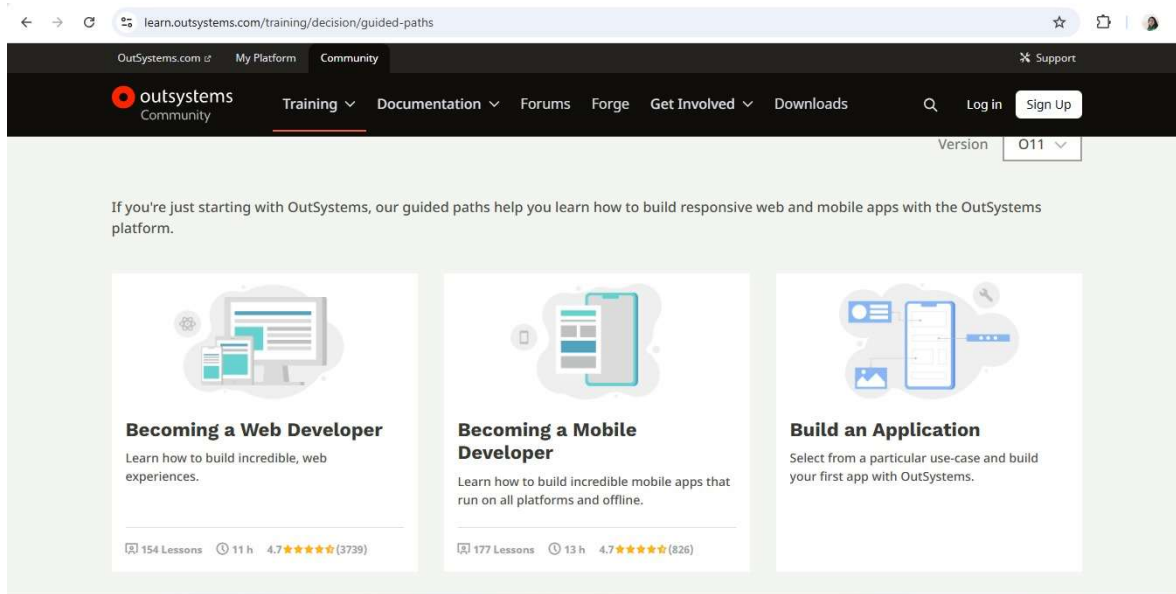 learn.outsystems.com/training/decision/guided-paths
OutSystems.com My Platform Community Support
outsystems
Community
Training Documentation Forums Forge Get Involved Downloads Log in Sign Up
Version O11
If you're just starting with OutSystems, our guided paths help you learn how to build responsive web and mobile apps with the OutSystems
platform.
Becoming a Web Developer
Learn how to build incredible, web
experiences.
154 Lessons 11 h 4.7 (3739)
Becoming a Mobile
Developer
Learn how to build incredible mobile apps that
run on all platforms and offline.
177 Lessons 13 h 4.7 (826)
Build an Application
Select from a particular use-case and build
your first app with OutSystems.